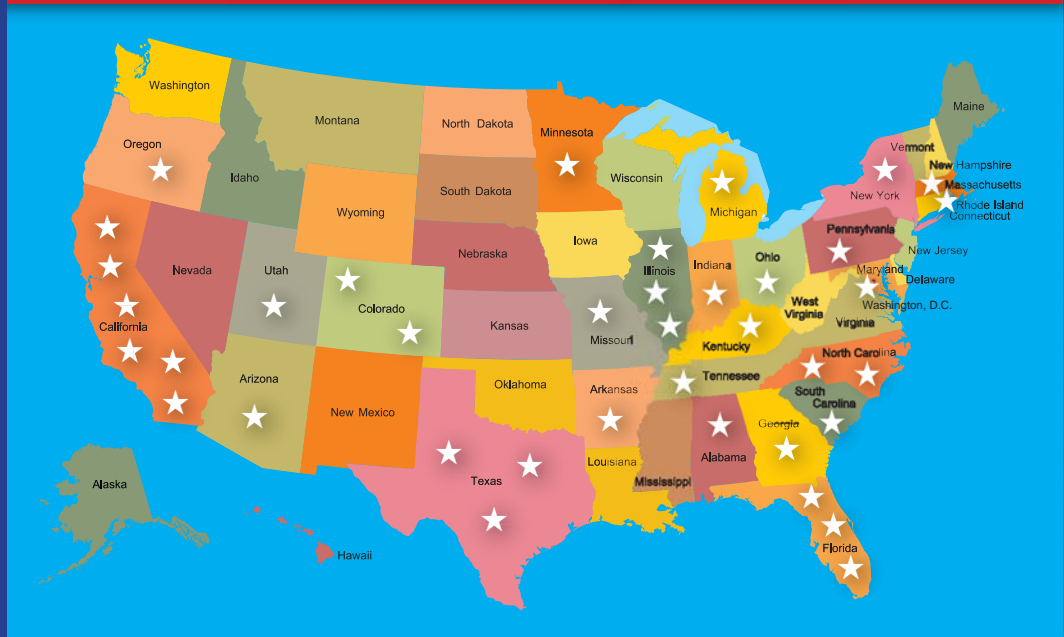 Washington
Maine
Montana
North Dakota
Minnesota
Oregon
Vermont
New Hampshire
Idaho
Wisconsin
Massachusetts
South Dakota
New York
Rhode Island
Wyoming
Michigan
Connecticut
Pennsylvania
Iowa
New Jersey
Nebraska
Ohio
Nevada
Utah
Illinois
Indiana
Maryland
Delaware
Colorado
West
Virginia
Washington, D.C.
California
Kansas
Missouri
Virginia
Kentucky
North Carolina
Arizona
Oklahoma
Arkansas
Tennessee
South
Carolina
New Mexico
Georgia
Louisiana
Alabama
Alaska
Texas
Mississippi
Hawaii
Florida